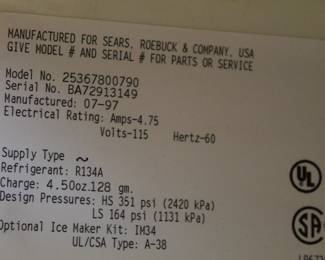 MANUFACTURED FOR SEARS, ROEBUCK & COMPANY, USA
GIVE MODEL # AND SERIAL # FOR PARTS OR SERVICE
Model No. 25367800790
Serial No. BA72913149
Manufactured: 07-97
Electrical Rating: Amps-4.75
Volts-115 Hertz-60
Supply Type ~
Refrigerant: R134A
Charge: 4.50oz.128 gm.
Design Pressures: HS 351 psi (2420 kPa)
LS 164 psi (1131 kPa)
Optional Ice Maker Kit: IM34
UL/CSA Type: A-38
UL
SA